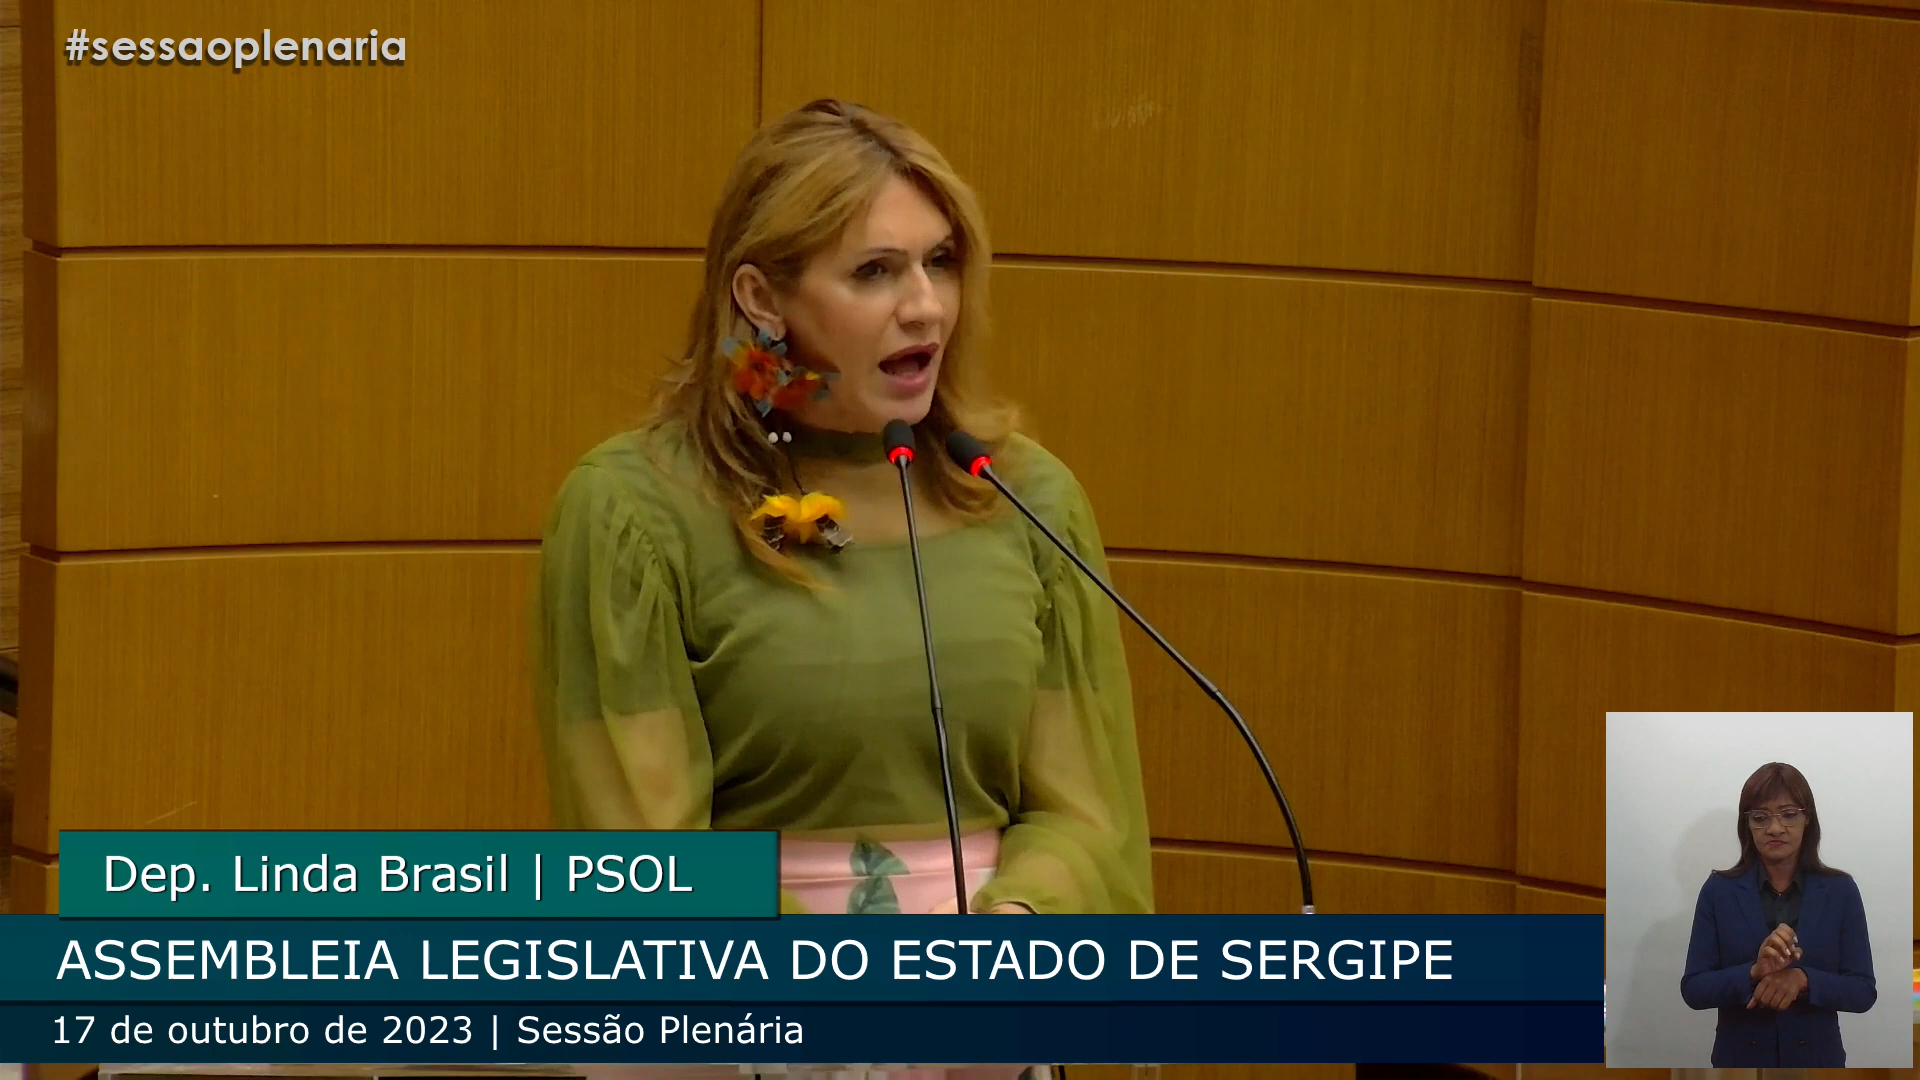 #sessaoplenaria
Dep. Linda Brasil | PSOL
ASSEMBLEIA LEGISLATIVA DO ESTADO DE SERGIPE
17 de outubro de 2023 | Sessão Plenária